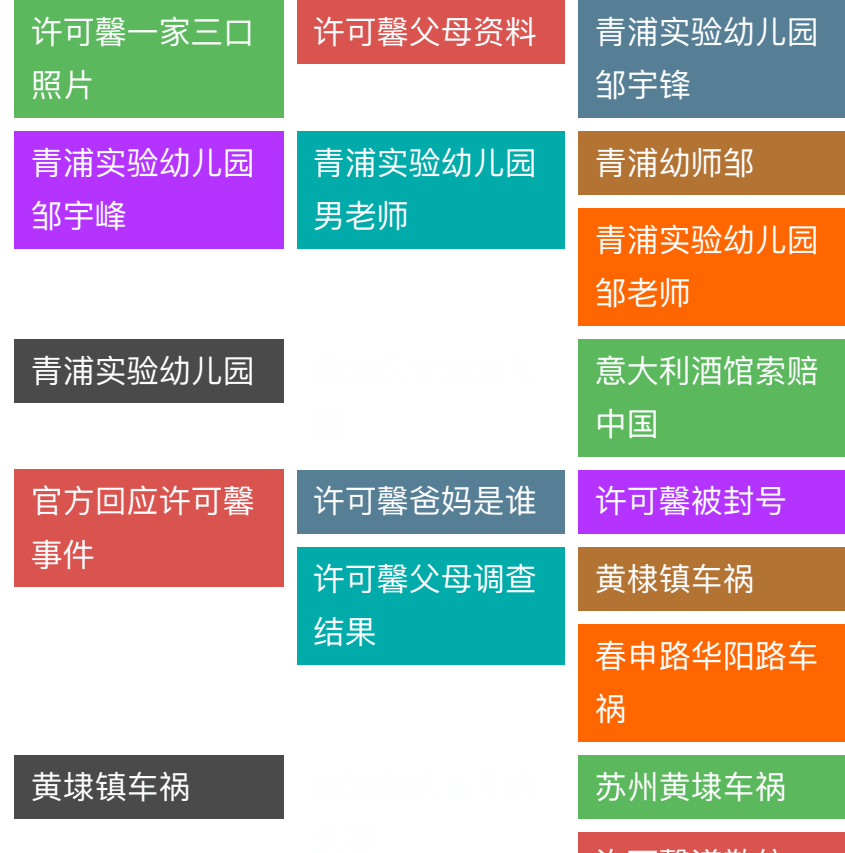 许可馨一家三口
照片
许可馨父母资料
青浦实验幼儿园
邹宇锋
青浦实验幼儿园
邹宇峰
青浦实验幼儿园
男老师
青浦幼师邹
青浦实验幼儿园
邹老师
青浦实验幼儿园
意大利酒馆索赔
中国
官方回应许可馨
事件
许可馨爸妈是谁
许可馨被封号
许可馨父母调查
结果
黄棣镇车祸
春申路华阳路车
祸
黄埭镇车祸
苏州黄埭车祸